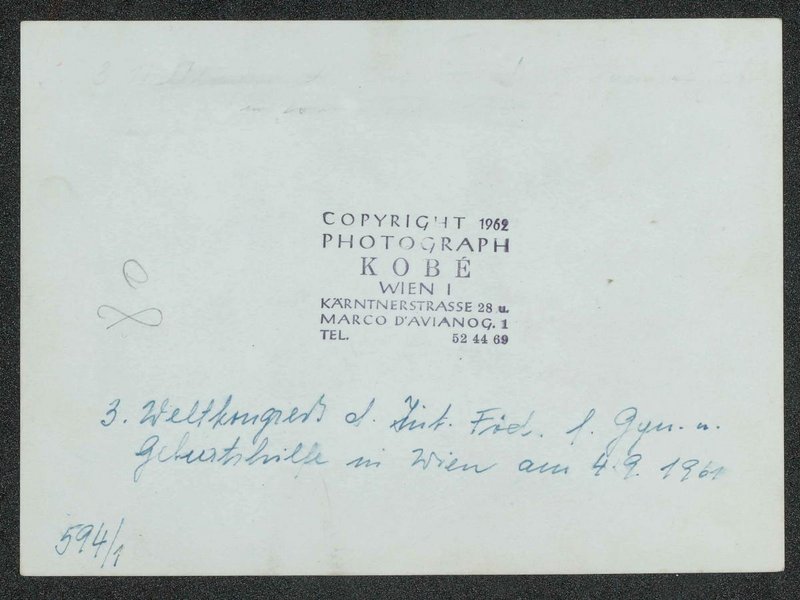 COPYRIGHT 1962
PHOTOGRAPH
KOBÉ
WIEN I
KÄRNTNERSTRASSE 28 u.
MARCO D'AVIANOG. 1
TEL. 52 44 69
80
3. Weltkongreß d. Int. Föd. f. Gyn. u.
Geburtshilfe in Wien am 4.9.1961
594/1